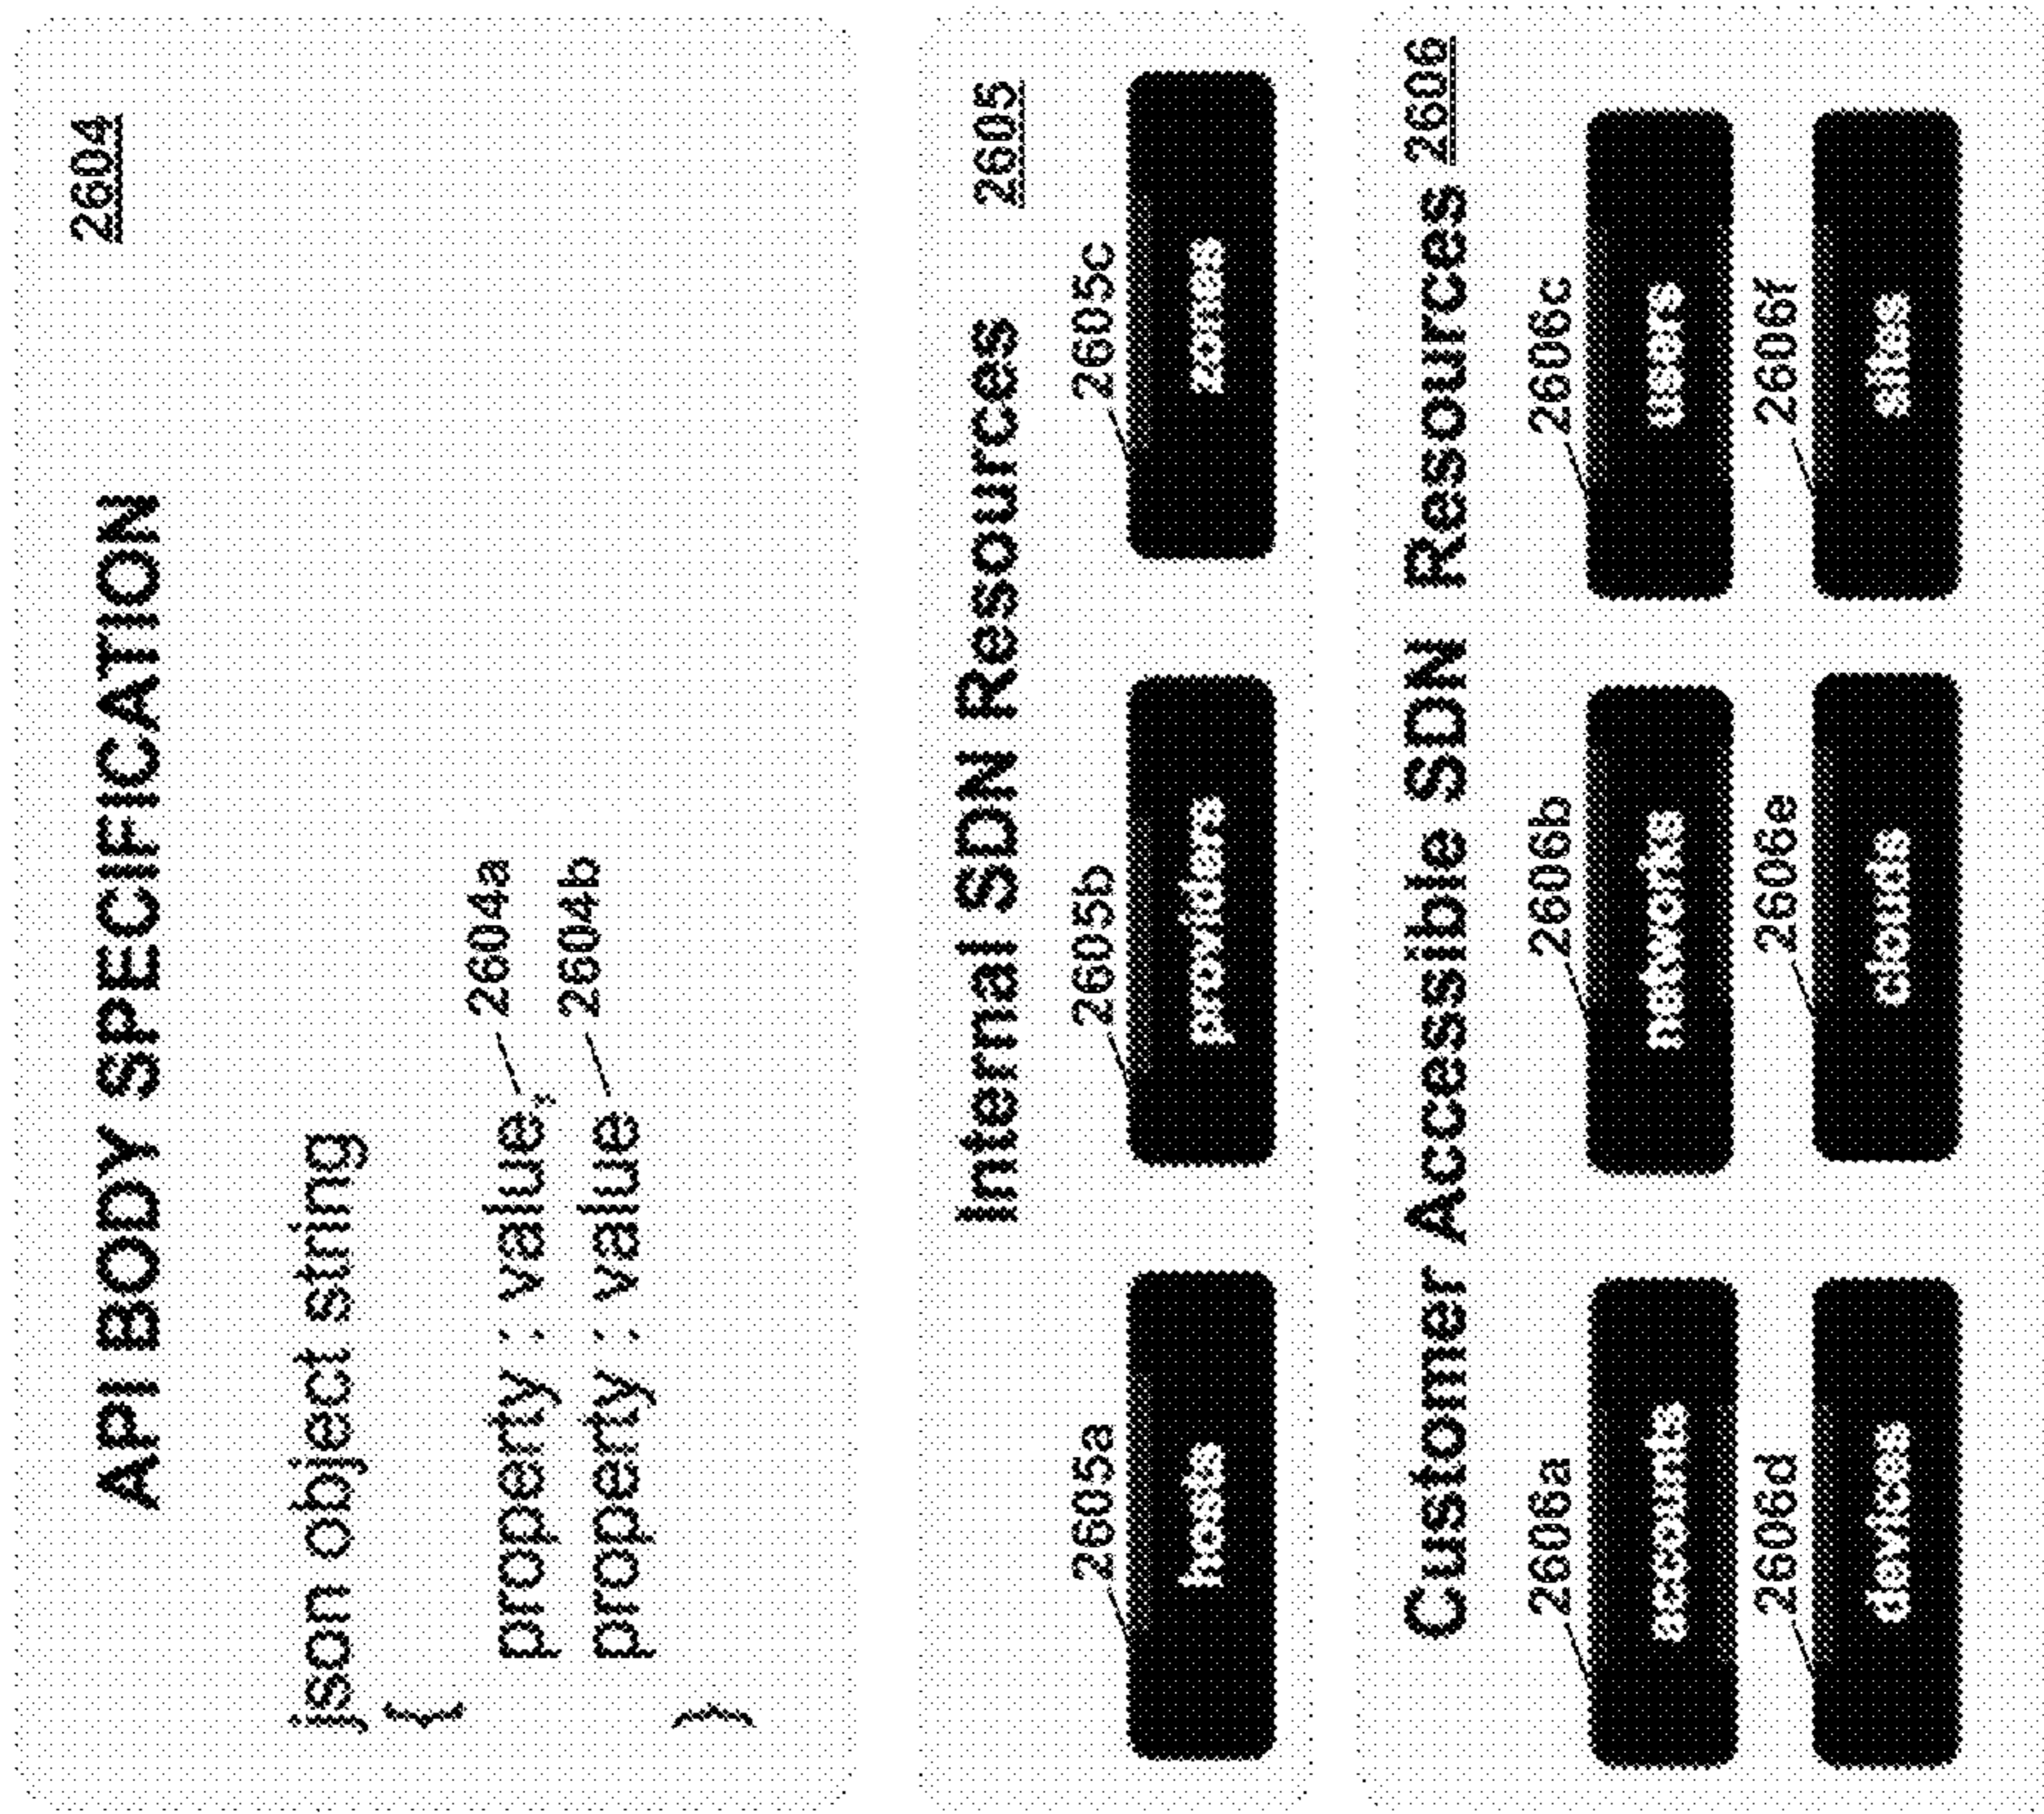 API BODY SPECIFICATION 2604
json object string
{
property : value, 2604a
property : value 2604b
}
Internal SDN Resources 2605
2605a 2605b 2605c
hosts providers zones
Customer Accessible SDN Resources 2606
2606a 2606b 2606c
accounts networks users
2606d 2606e 2606f
devices clouds sites